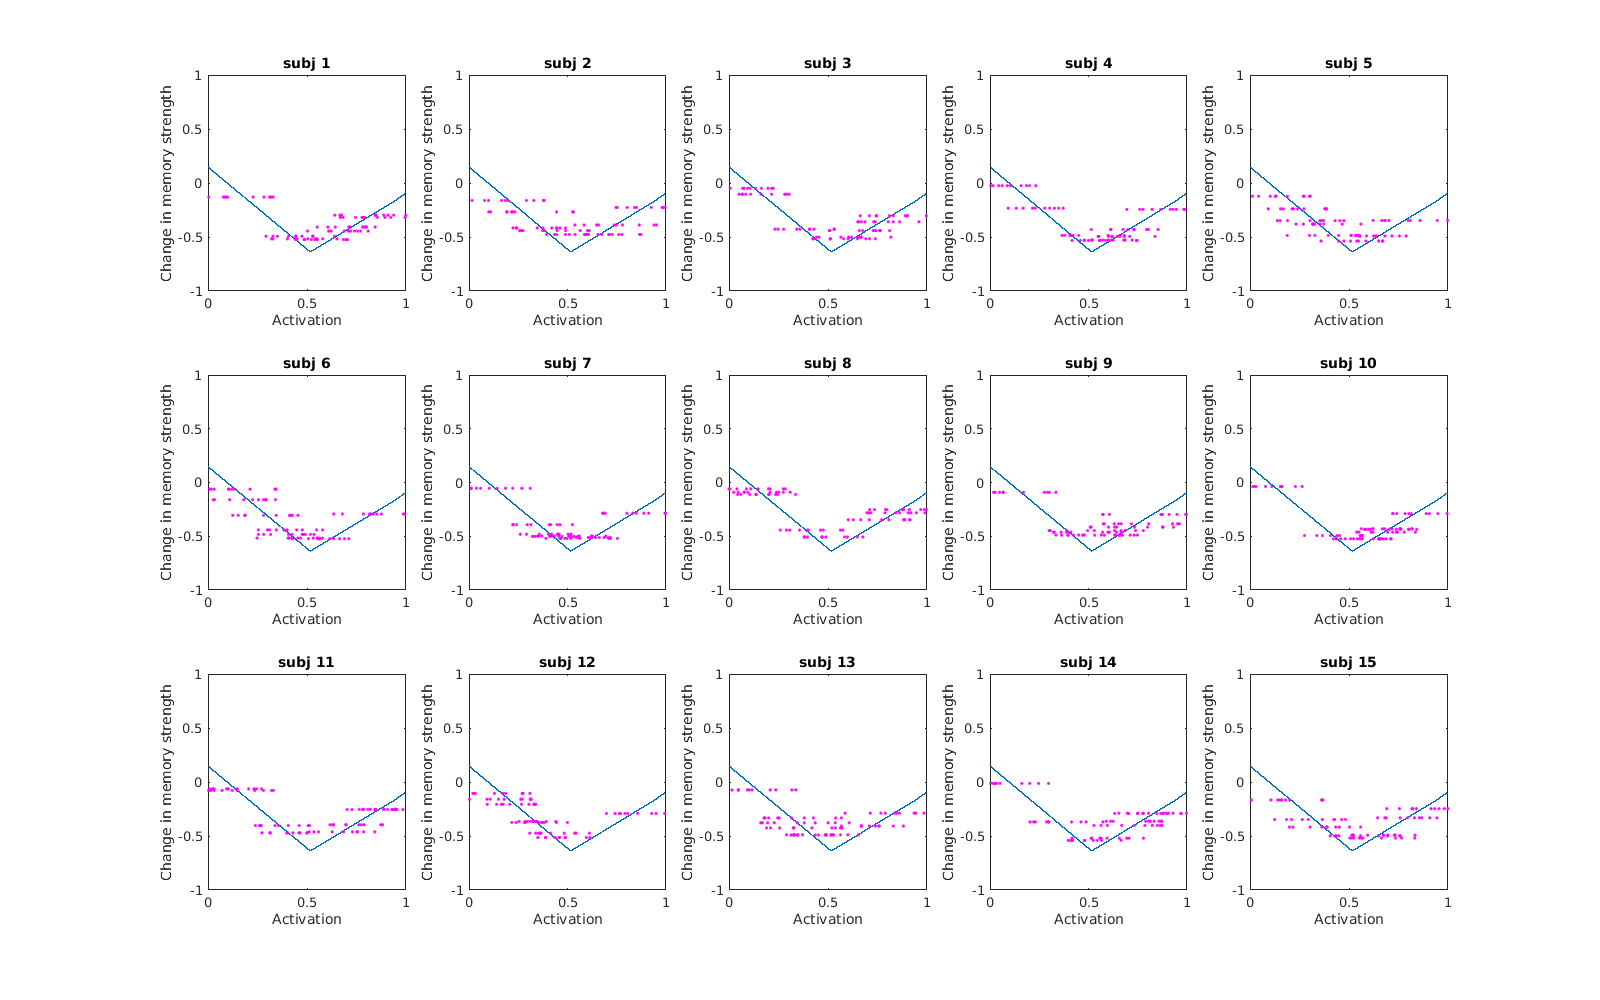 subj 1 subj 2 subj 3 subj 4 subj 5
Change in memory strength Change in memory strength Change in memory strength Change in memory strength Change in memory strength
1 1 1 1 1
0.5 0.5 0.5 0.5 0.5
0 0 0 0 0
-0.5 -0.5 -0.5 -0.5 -0.5
-1 -1 -1 -1 -1
0 0.5 1 0 0.5 1 0 0.5 1 0 0.5 1 0 0.5 1
Activation Activation Activation Activation Activation
subj 6 subj 7 subj 8 subj 9 subj 10
Change in memory strength Change in memory strength Change in memory strength Change in memory strength Change in memory strength
1 1 1 1 1
0.5 0.5 0.5 0.5 0.5
0 0 0 0 0
-0.5 -0.5 -0.5 -0.5 -0.5
-1 -1 -1 -1 -1
0 0.5 1 0 0.5 1 0 0.5 1 0 0.5 1 0 0.5 1
Activation Activation Activation Activation Activation
subj 11 subj 12 subj 13 subj 14 subj 15
Change in memory strength Change in memory strength Change in memory strength Change in memory strength Change in memory strength
1 1 1 1 1
0.5 0.5 0.5 0.5 0.5
0 0 0 0 0
-0.5 -0.5 -0.5 -0.5 -0.5
-1 -1 -1 -1 -1
0 0.5 1 0 0.5 1 0 0.5 1 0 0.5 1 0 0.5 1
Activation Activation Activation Activation Activation